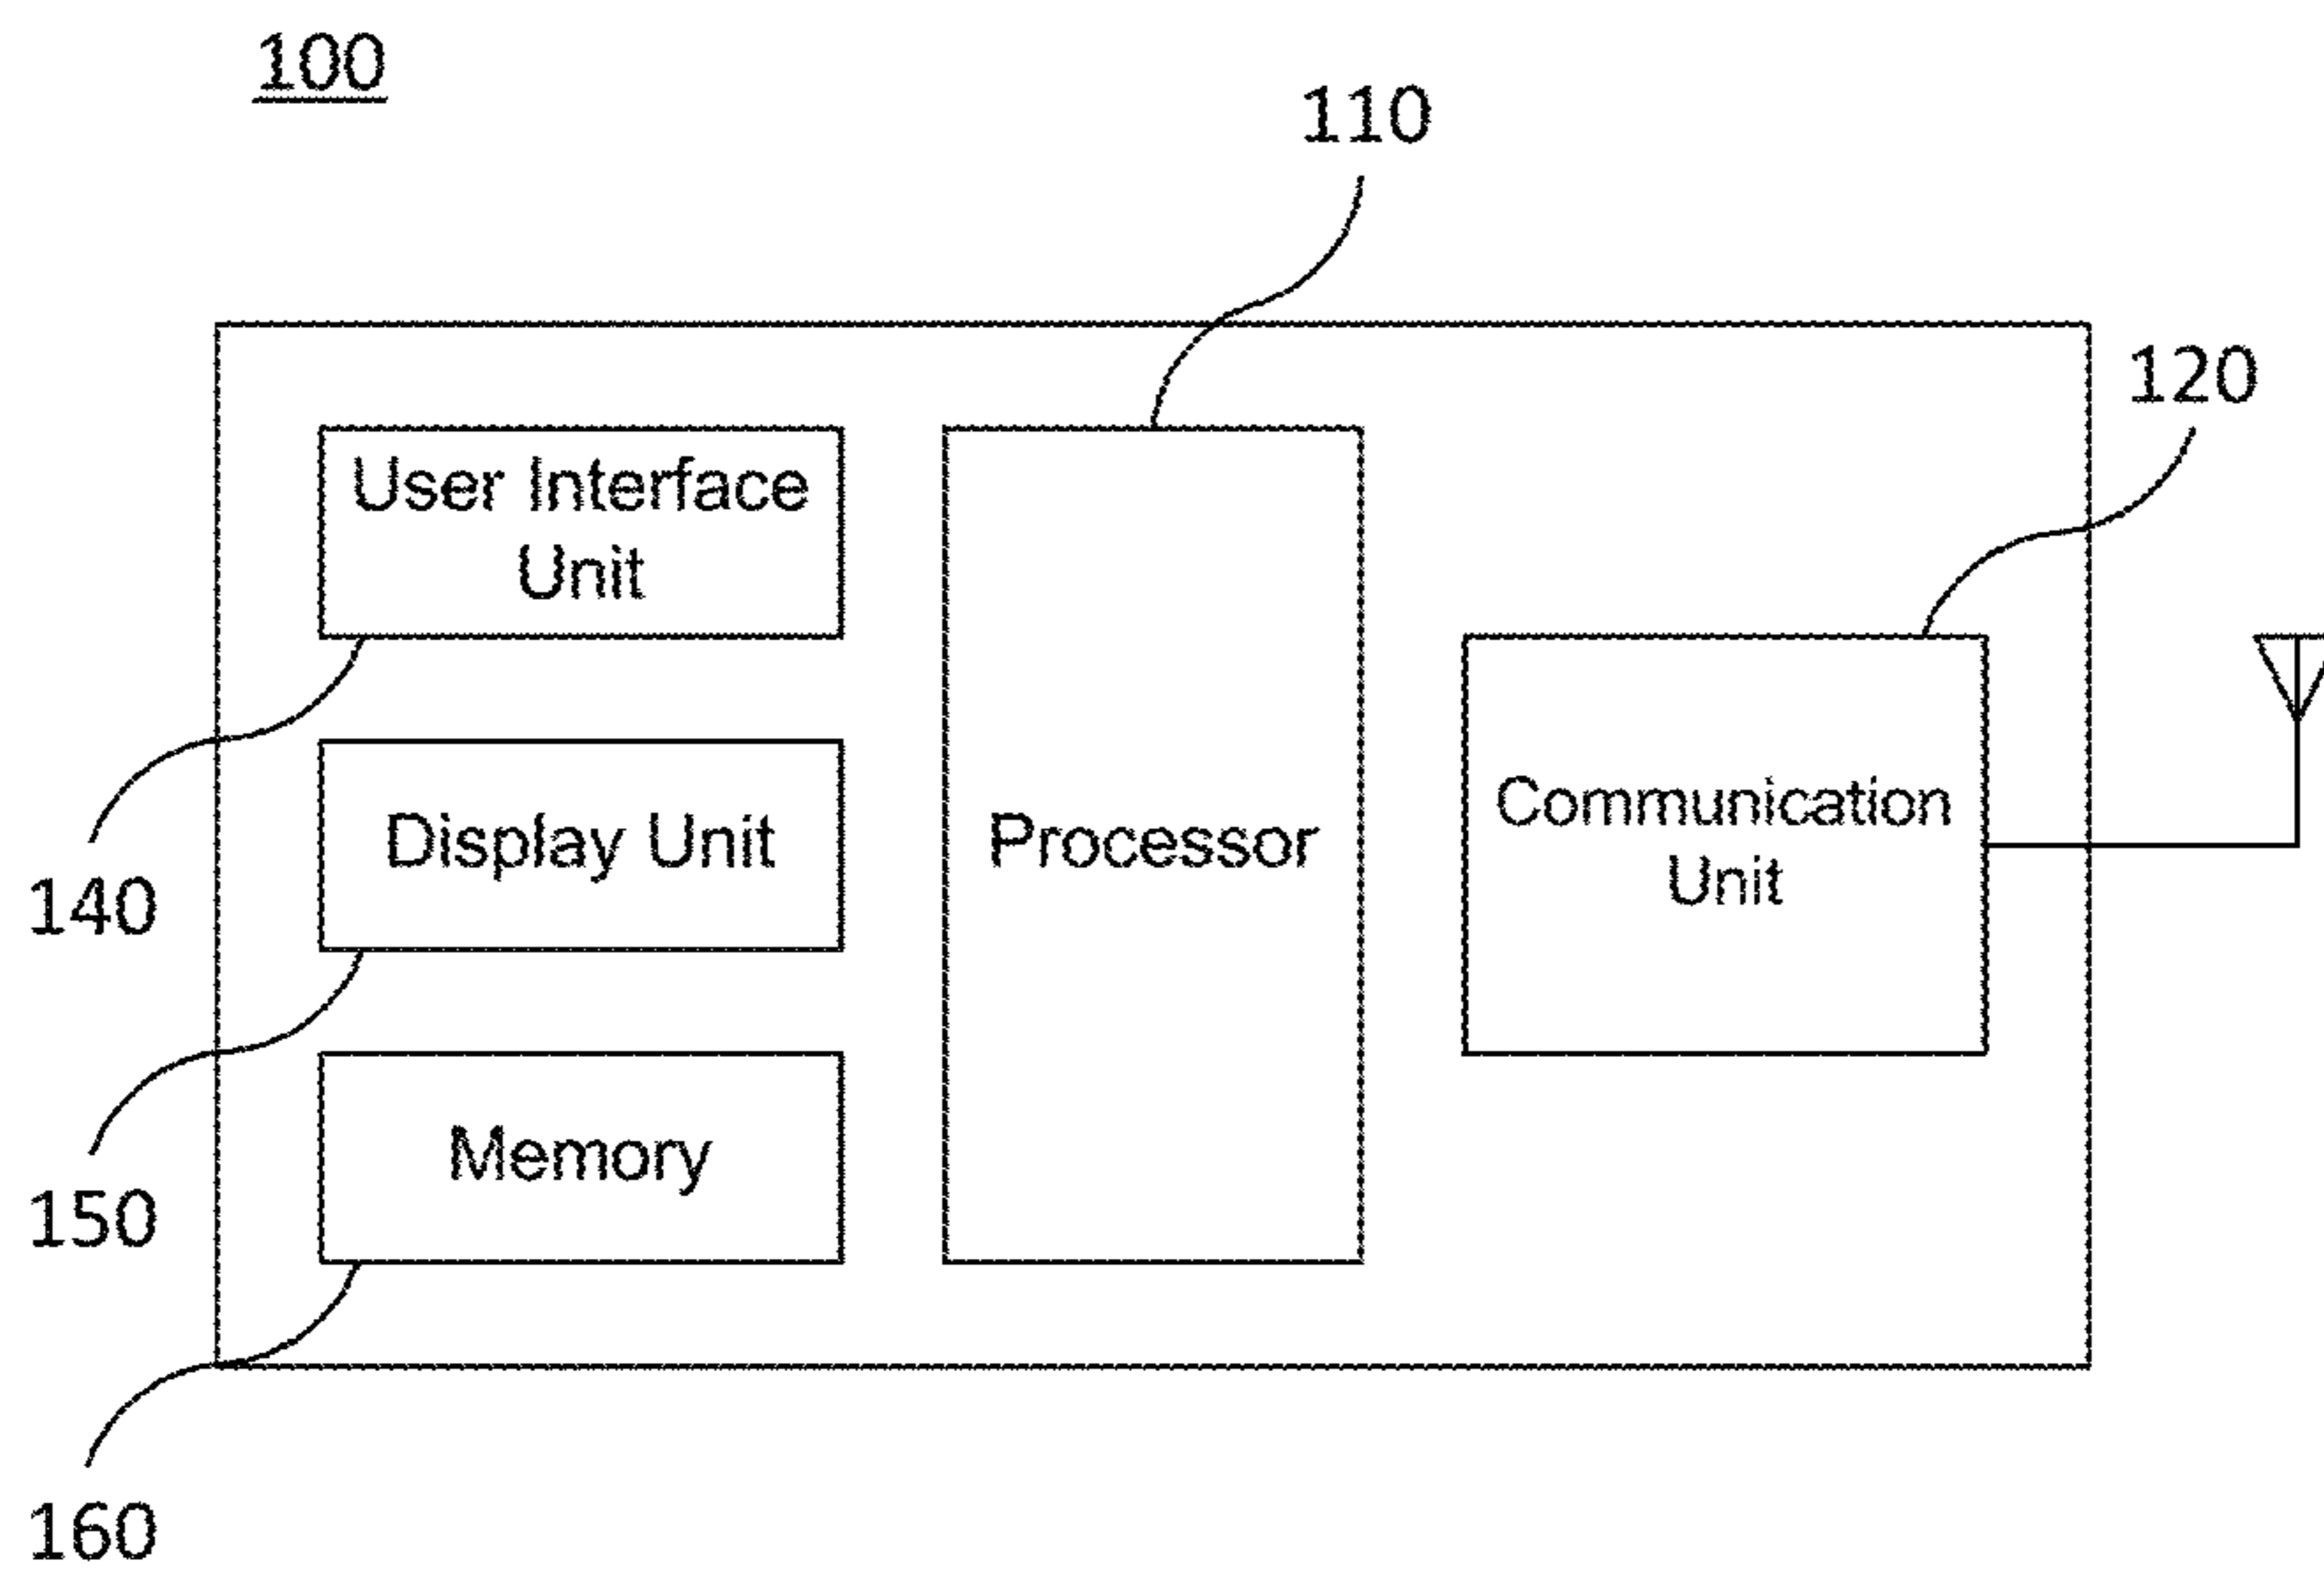 100
110
120
User Interface
Unit
140
Display Unit
Processor
Communication
Unit
150
Memory
160